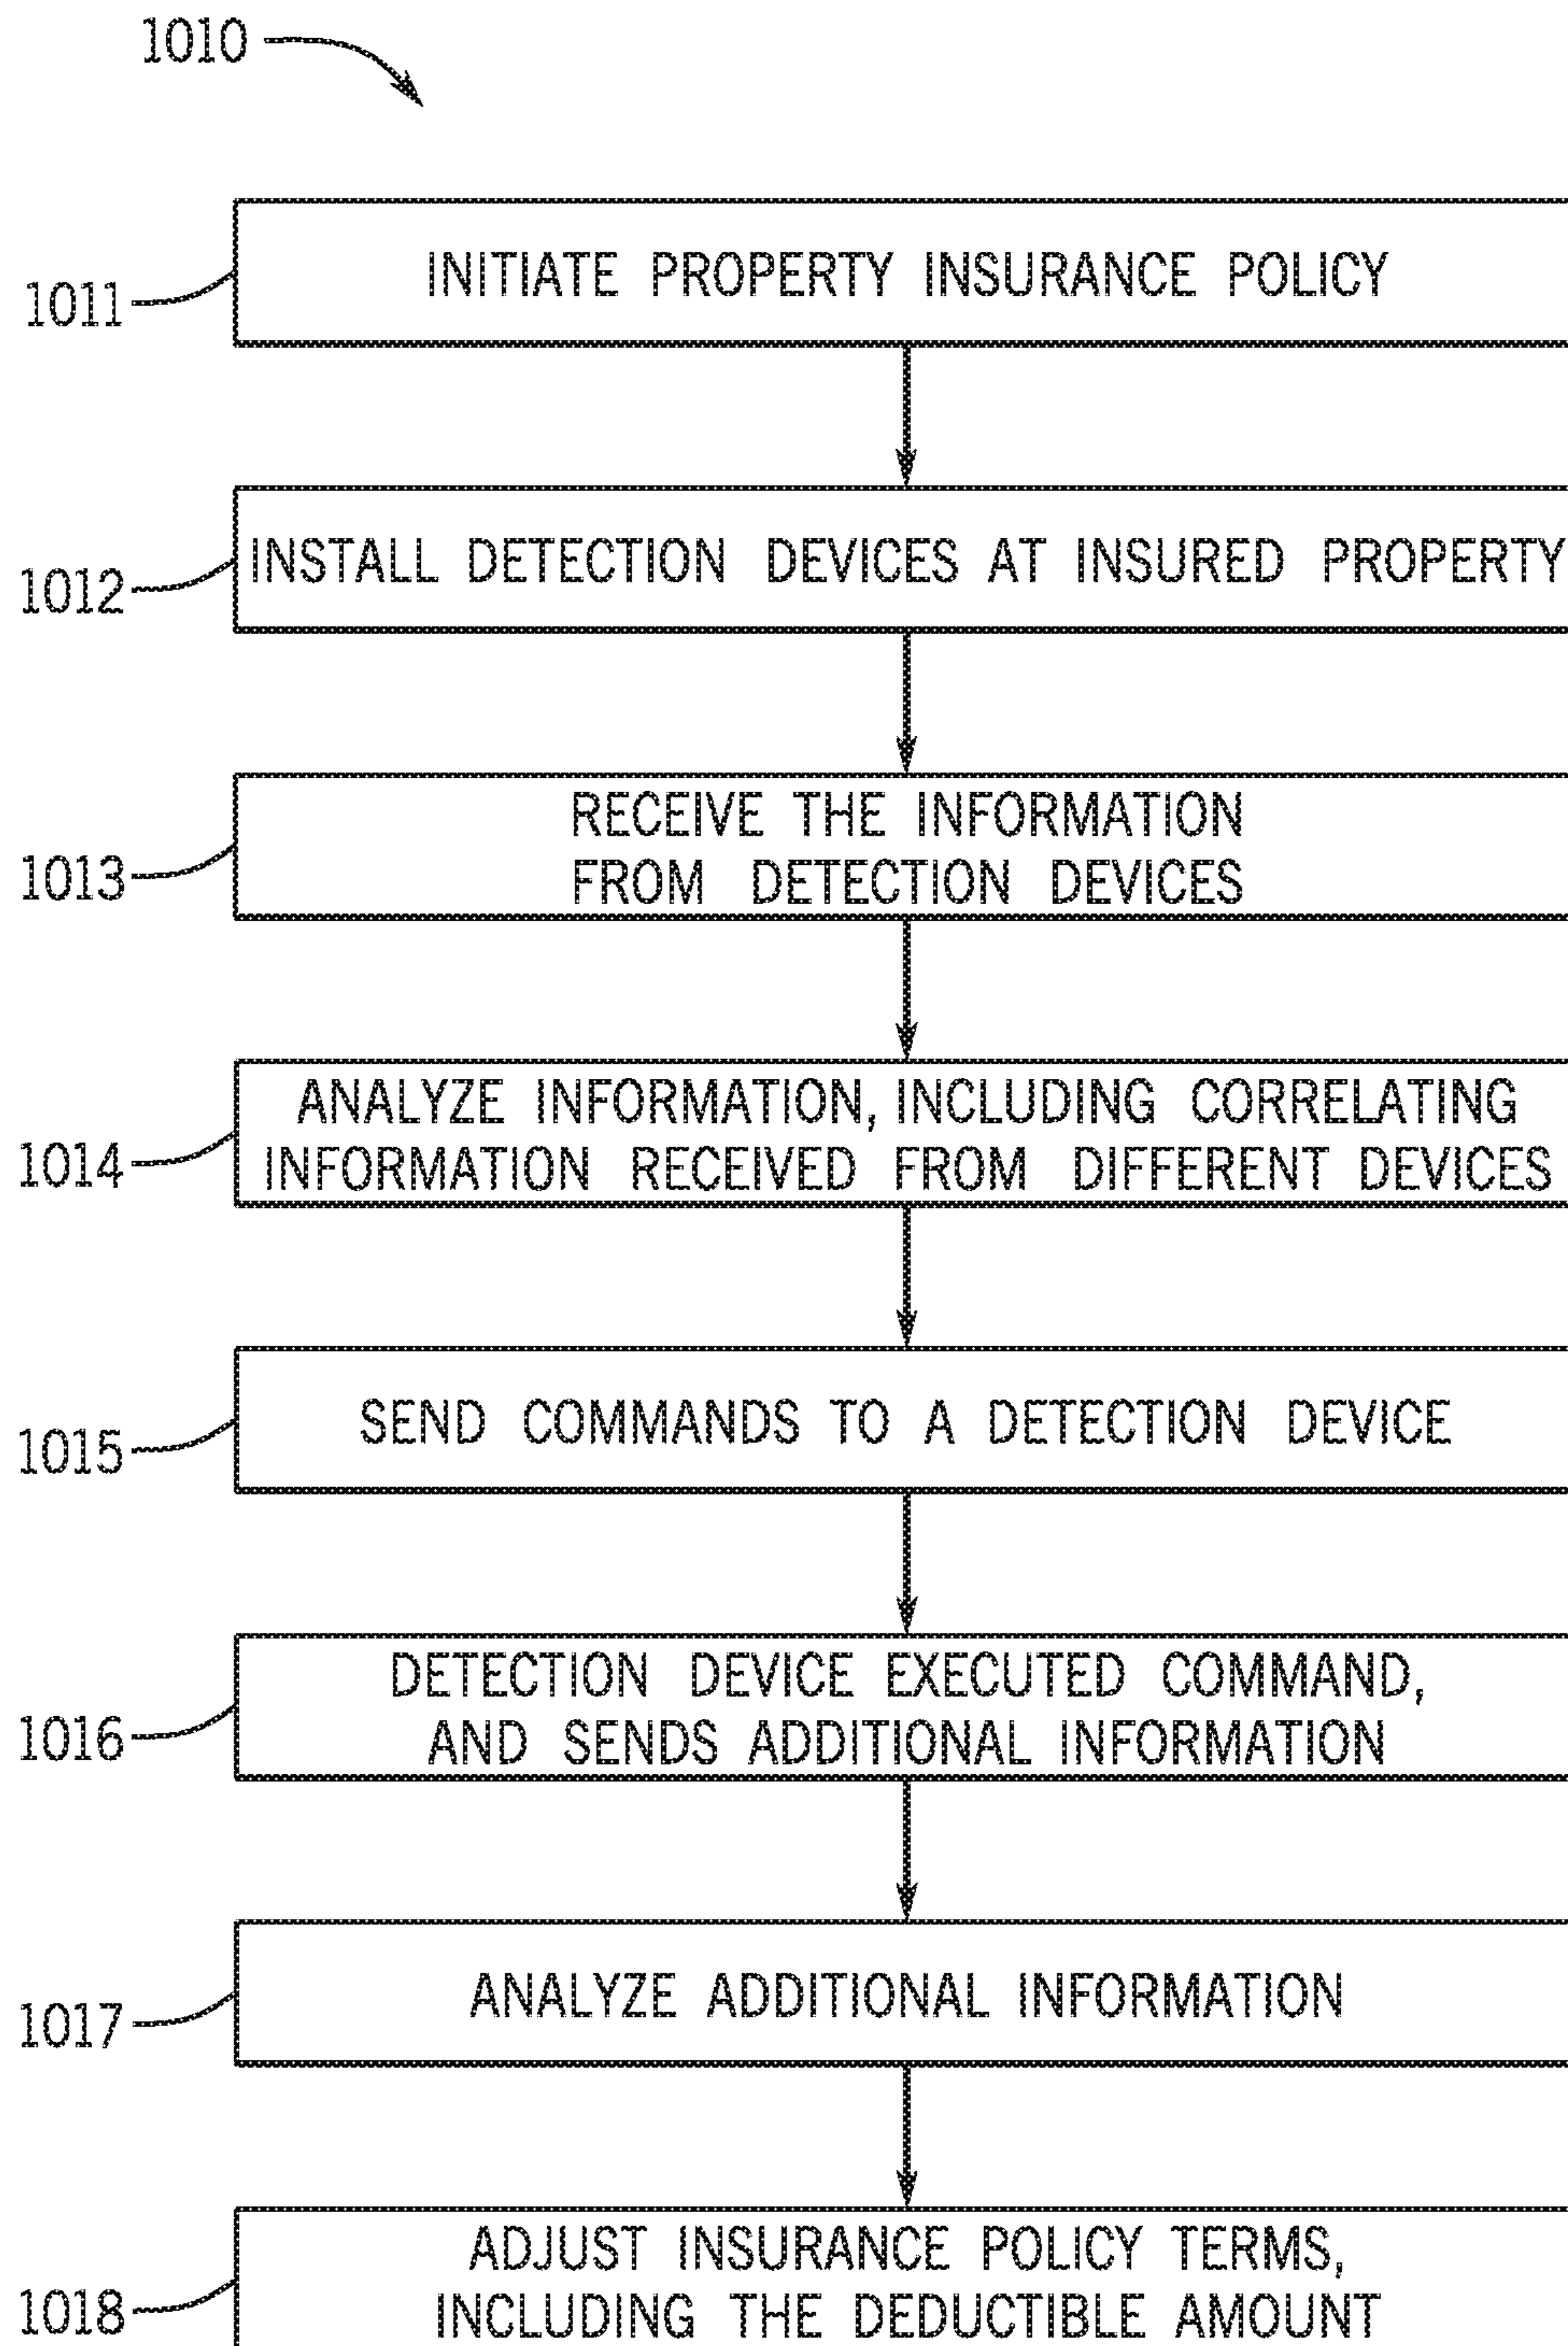 1010
1011
INITIATE PROPERTY INSURANCE POLICY
1012
INSTALL DETECTION DEVICES AT INSURED PROPERTY
1013
RECEIVE THE INFORMATION
FROM DETECTION DEVICES
1014
ANALYZE INFORMATION, INCLUDING CORRELATING
INFORMATION RECEIVED FROM DIFFERENT DEVICES
1015
SEND COMMANDS TO A DETECTION DEVICE
1016
DETECTION DEVICE EXECUTED COMMAND,
AND SENDS ADDITIONAL INFORMATION
1017
ANALYZE ADDITIONAL INFORMATION
1018
ADJUST INSURANCE POLICY TERMS,
INCLUDING THE DEDUCTIBLE AMOUNT